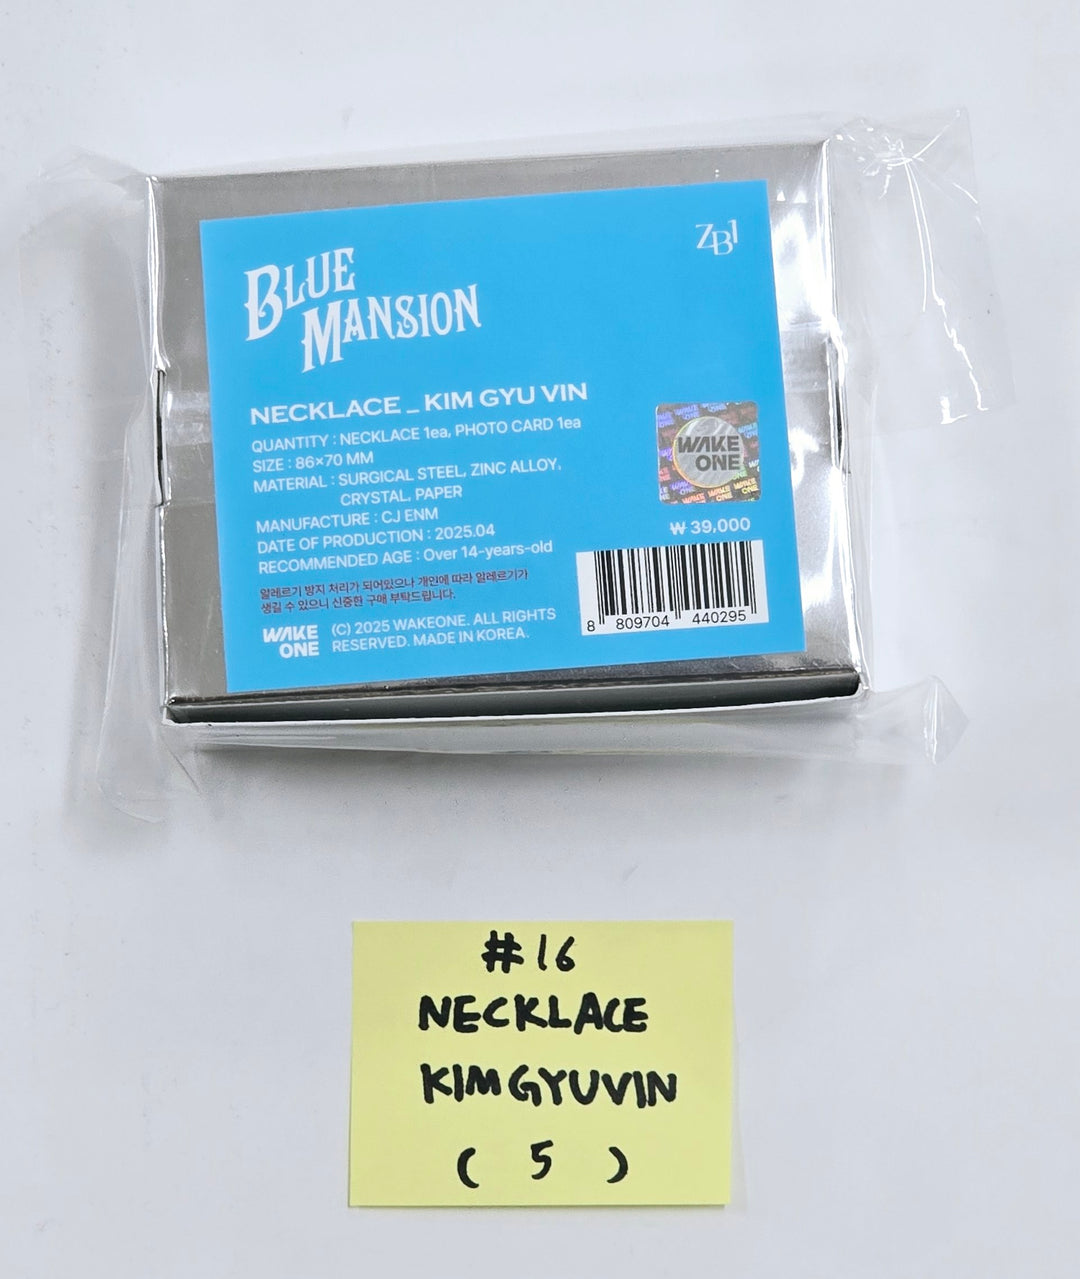 BLUE
MANSION
ZB1
NECKLACE _ KIM GYU VIN
QUANTITY : NECKLACE 1ea, PHOTO CARD 1ea
SIZE : 86×70 MM
MATERIAL : SURGICAL STEEL, ZINC ALLOY,
CRYSTAL, PAPER
MANUFACTURE : CJ ENM
DATE OF PRODUCTION : 2025.04
RECOMMENDED AGE : Over 14-years-old
알레르기 방지 처리가 되어있으나 개인에 따라 알레르기가
생길 수 있으니 신중한 구매 부탁드립니다.
WAKE
ONE
(C) 2025 WAKEONE. ALL RIGHTS
RESERVED. MADE IN KOREA.
WAKE
ONE
₩ 39,000
8 809704 440295
#16
NECKLACE
KIMGYUVIN
( 5 )